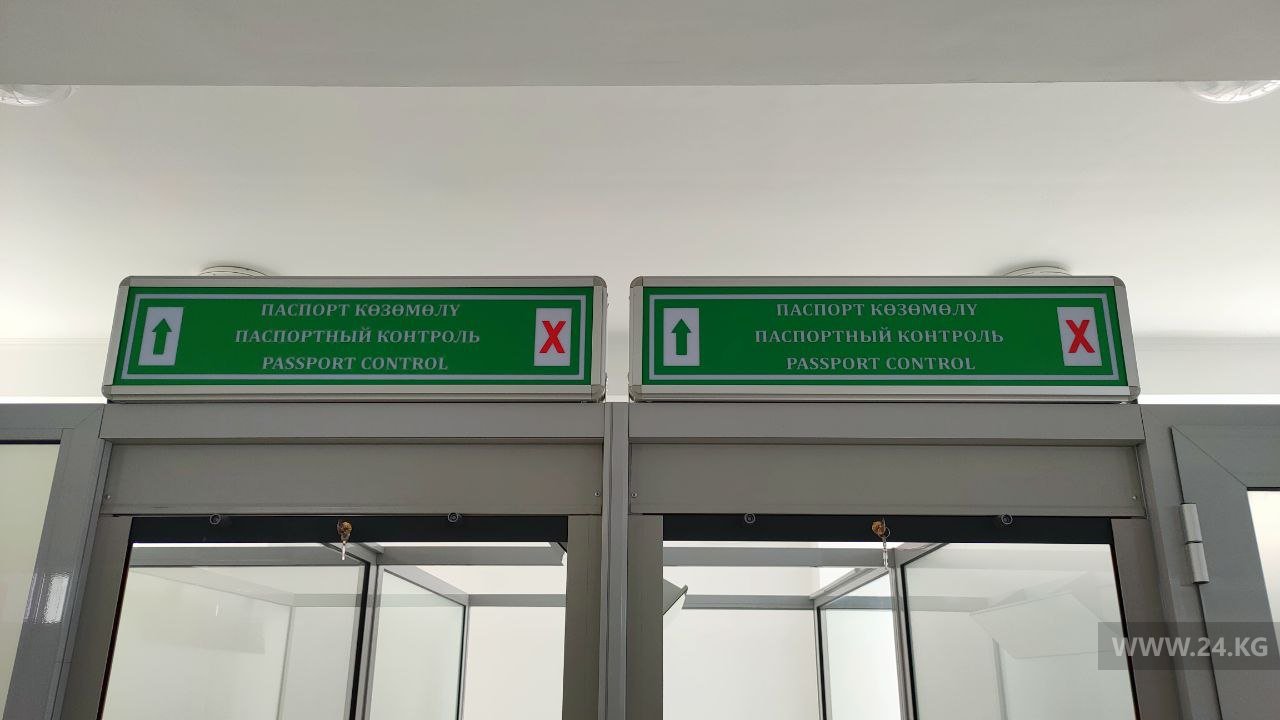 ПАСПОРТ КӨЗӨМӨЛҮ
ПАСПОРТНЫЙ КОНТРОЛЬ
PASSPORT CONTROL
X
ПАСПОРТ КӨЗӨМӨЛҮ
ПАСПОРТНЫЙ КОНТРОЛЬ
PASSPORT CONTROL
X
WWW.24.KG